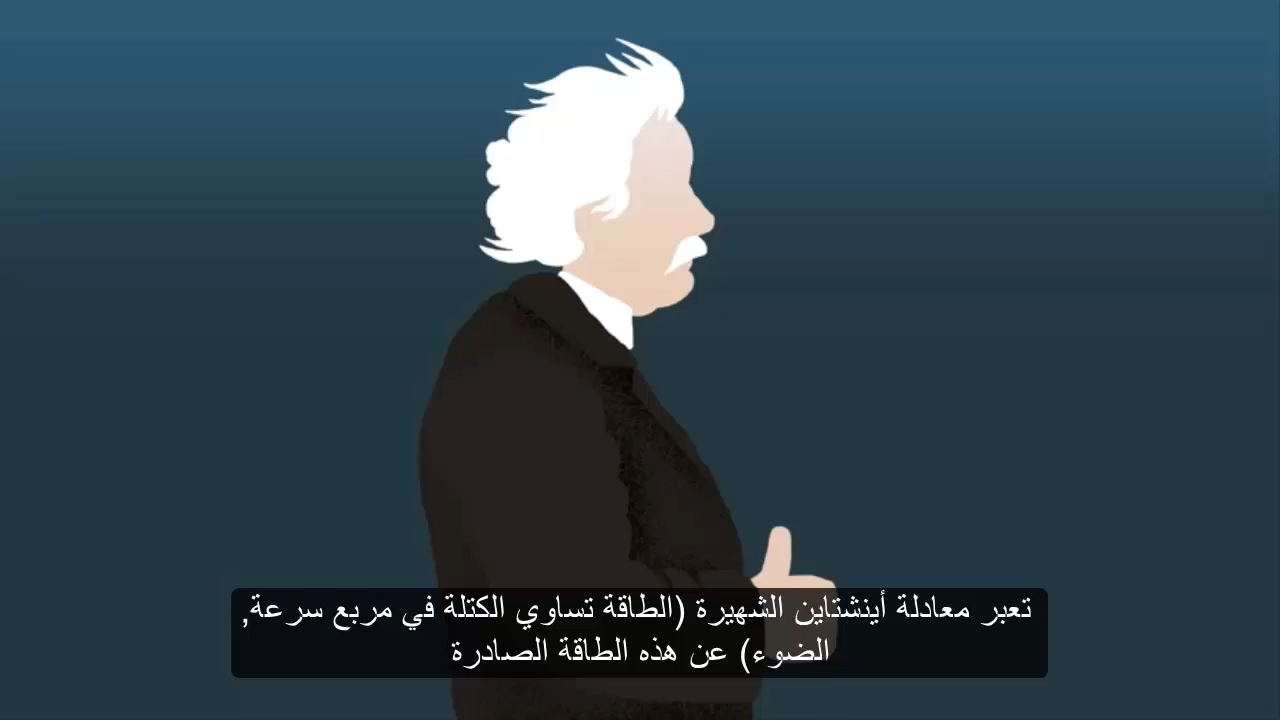 تعبر معادلة أينشتاين الشهيرة (الطاقة تساوي الكتلة في مربع سرعة,
الضوء) عن هذه الطاقة الصادرة